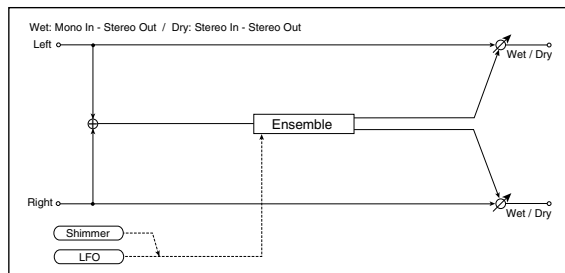 Wet: Mono In - Stereo Out / Dry: Stereo In - Stereo Out
Left
Wet / Dry
Ensemble
Right
Wet / Dry
Shimmer
LFO